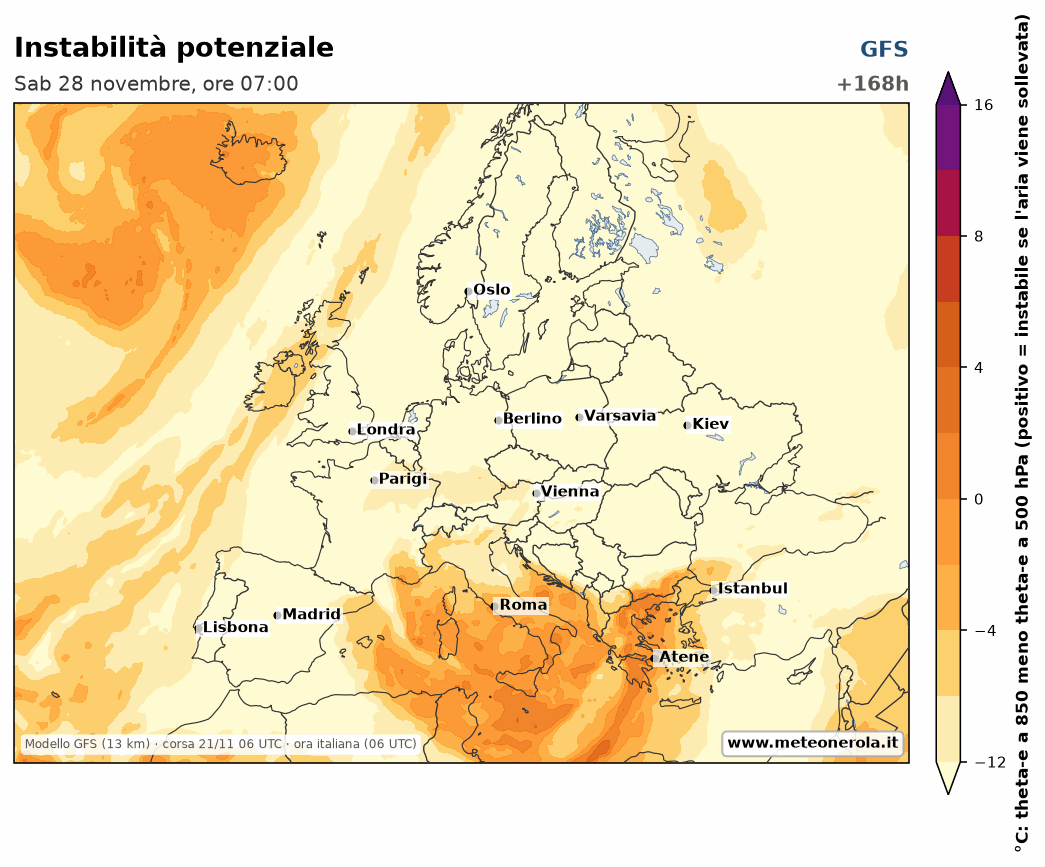 Instabilità potenziale
GFS
Sab 28 novembre, ore 07:00
+168h
Oslo
Berlino
Varsavia
Kiev
Londra
Parigi
Vienna
Istanbul
Roma
Madrid
Lisbona
Atene
Modello GFS (13 km) · corsa 21/11 06 UTC · ora italiana (06 UTC)
www.meteonerola.it
16
8
4
0
−4
−12
°C: theta-e a 850 meno theta-e a 500 hPa (positivo = instabile se l'aria viene sollevata)